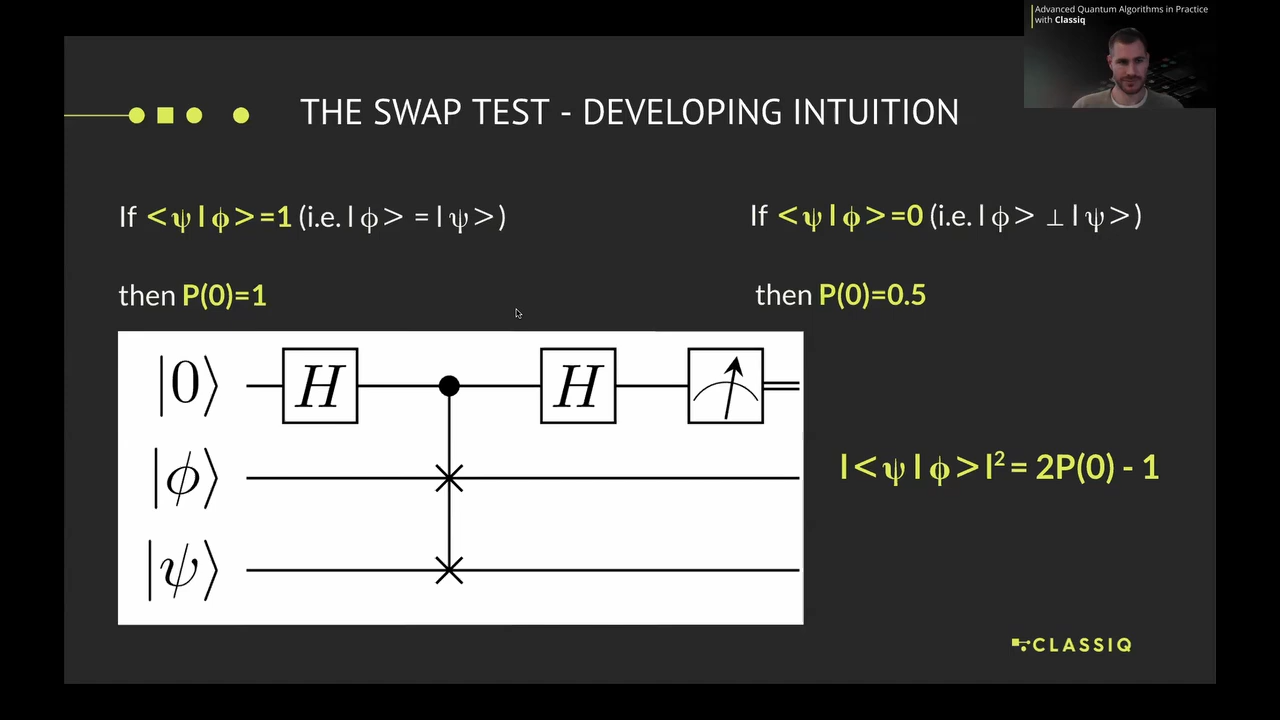 Advanced Quantum Algorithms in Practice
with Classiq
THE SWAP TEST - DEVELOPING INTUITION
If <ψ|ϕ>=1 (i.e. |ϕ> = |ψ>)
then P(0)=1
If <ψ|ϕ>=0 (i.e. |ϕ> ⊥ |ψ>)
then P(0)=0.5
|0⟩ H H
|ϕ⟩
|ψ⟩
|<ψ|ϕ>|² = 2P(0) - 1
CLASSIQ